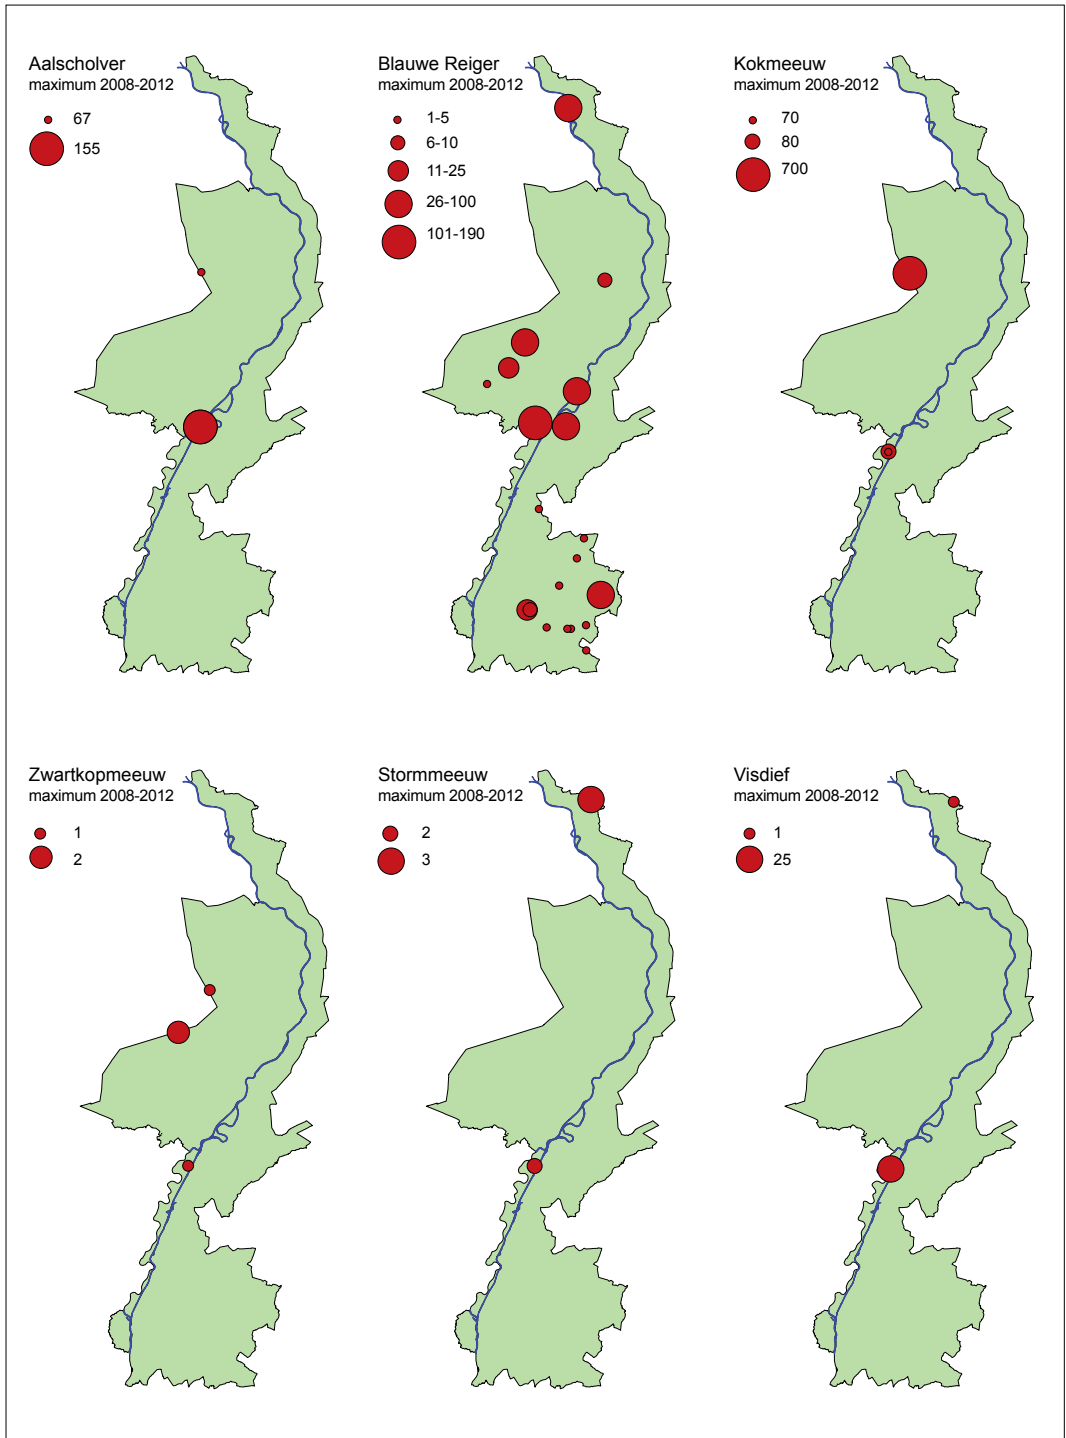 Aalscholver
maximum 2008-2012
67
155
Blauwe Reiger
maximum 2008-2012
1-5
6-10
11-25
26-100
101-190
Kokmeeuw
maximum 2008-2012
70
80
700
Zwartkopmeeuw
maximum 2008-2012
1
2
Stormmeeuw
maximum 2008-2012
2
3
Visdief
maximum 2008-2012
1
25